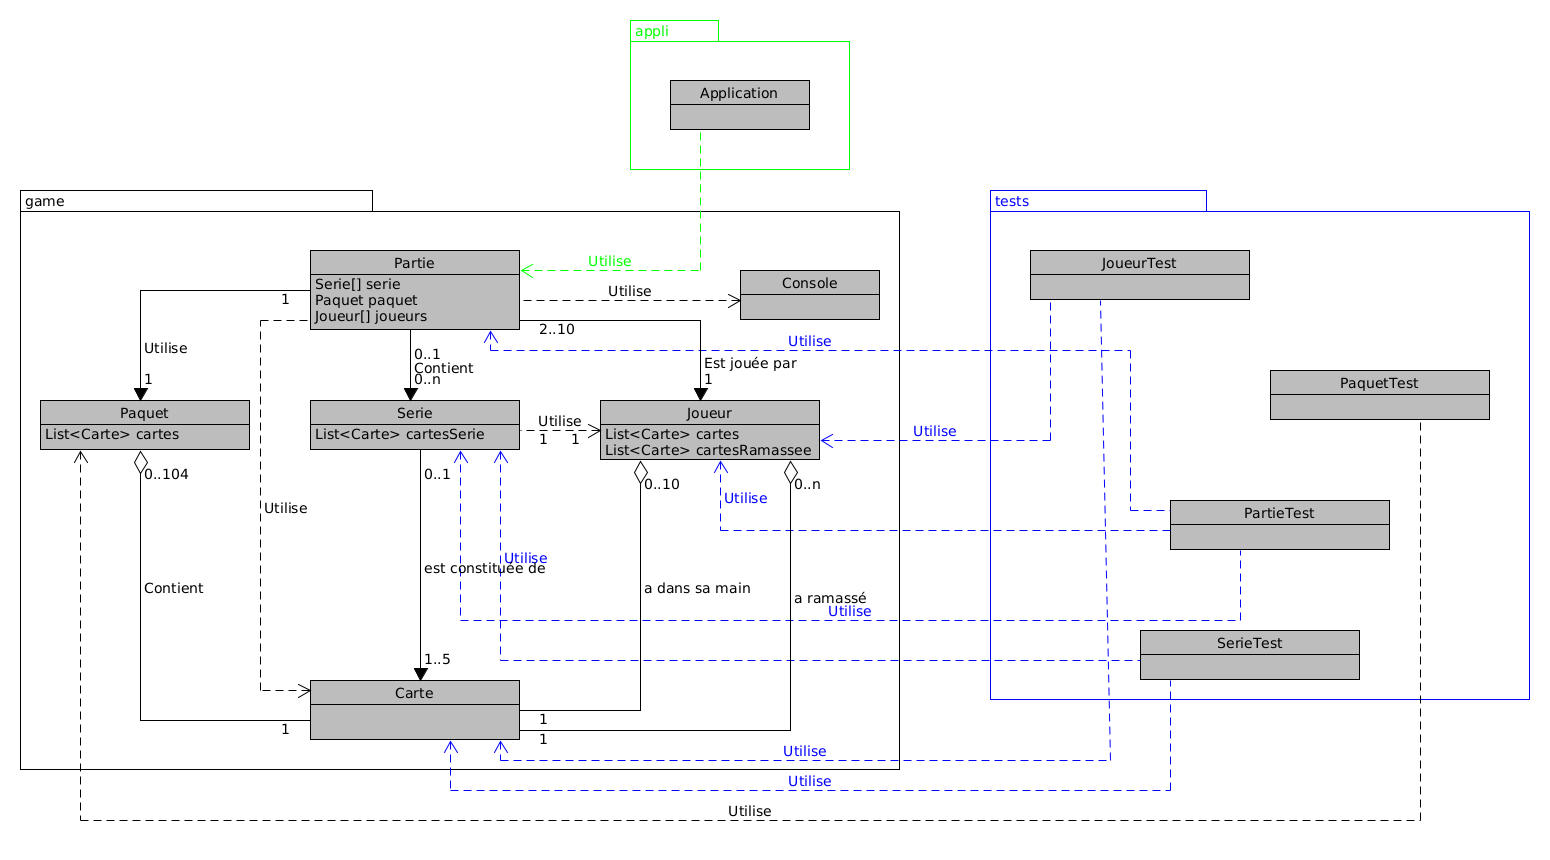 appli
Application
game
tests
Utilise
Partie
JoueurTest
Serie[] serie
Paquet paquet
Joueur[] joueurs
Console
Utilise
1
2..10
Utilise
Utilise
0..1
Contient
0..n
Est jouée par
1
1
PaquetTest
Paquet
List<Carte> cartes
Serie
List<Carte> cartesSerie
Utilise
1
1
Joueur
List<Carte> cartes
List<Carte> cartesRamassee
Utilise
0..104
0..1
0..10
0..n
Utilise
Utilise
PartieTest
Utilise
est constituée de
Contient
a dans sa main
a ramassé
Utilise
SerieTest
1..5
Carte
1
1
1
Utilise
Utilise
Utilise